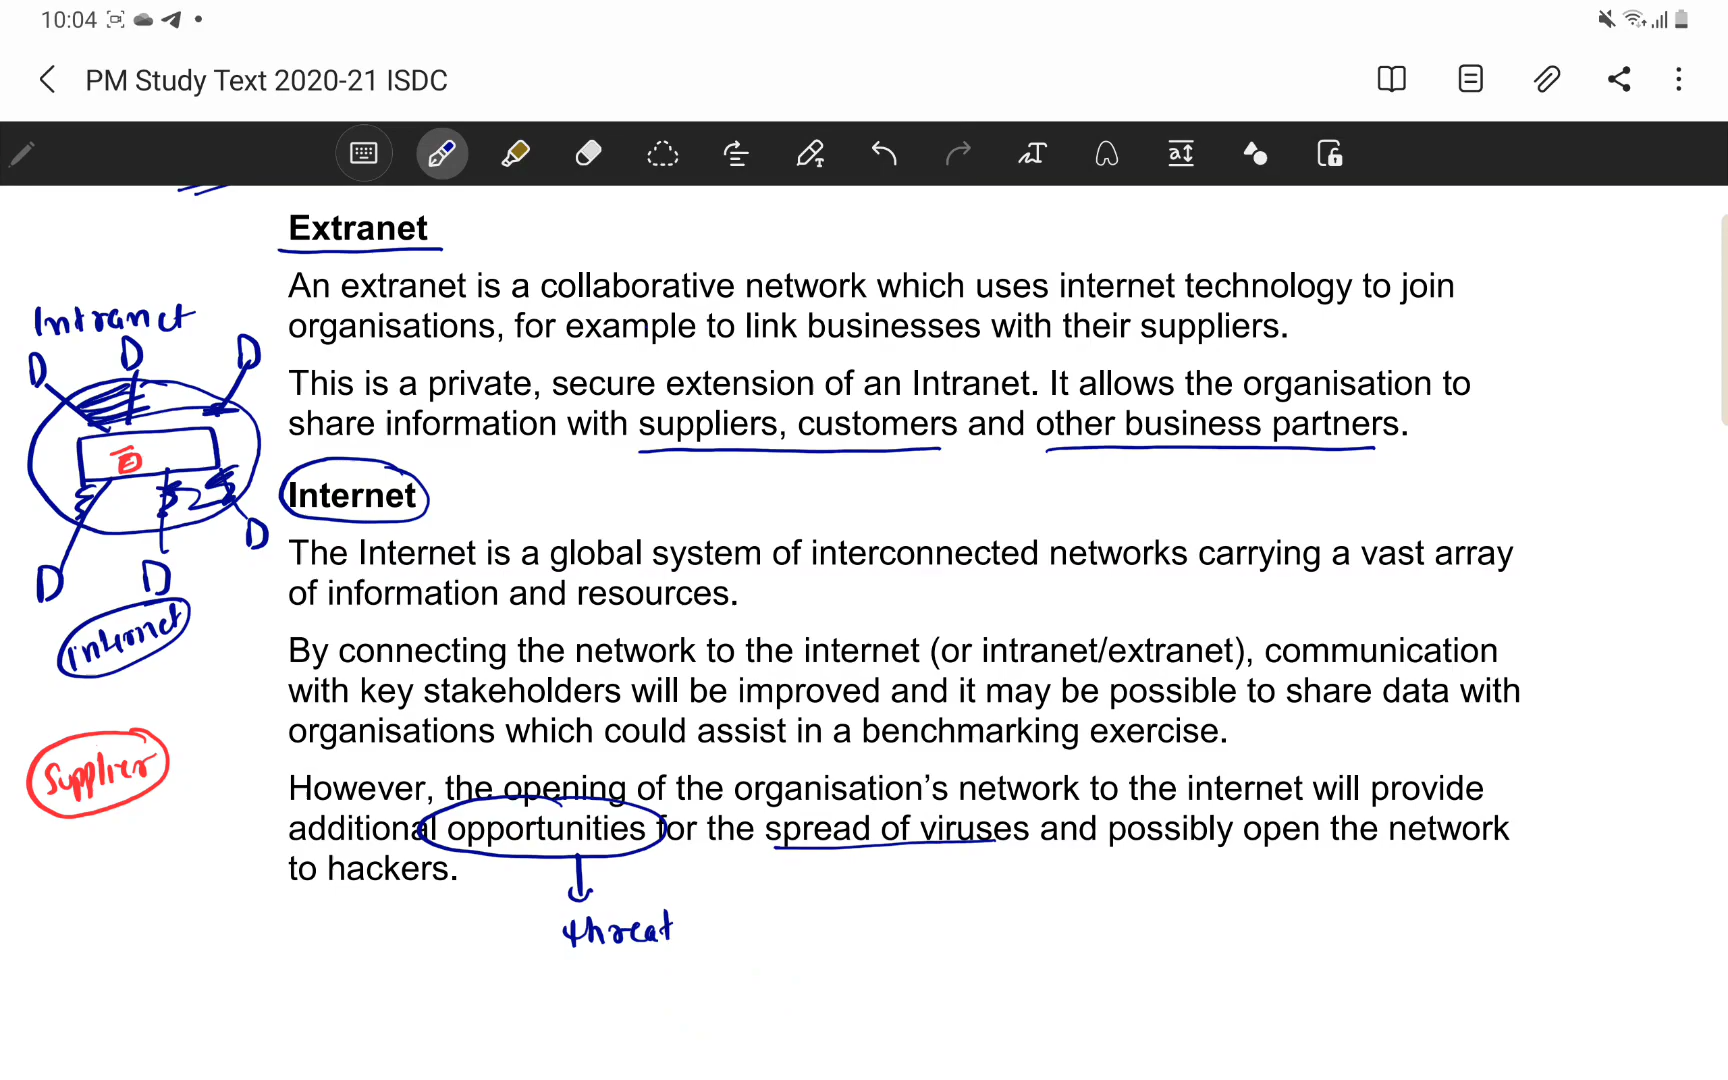 10:04
PM Study Text 2020-21 ISDC
Extranet
An extranet is a collaborative network which uses internet technology to join
organisations, for example to link businesses with their suppliers.
This is a private, secure extension of an Intranet. It allows the organisation to
share information with suppliers, customers and other business partners.
Internet
The Internet is a global system of interconnected networks carrying a vast array
of information and resources.
By connecting the network to the internet (or intranet/extranet), communication
with key stakeholders will be improved and it may be possible to share data with
organisations which could assist in a benchmarking exercise.
However, the opening of the organisation's network to the internet will provide
additional opportunities for the spread of viruses and possibly open the network
to hackers.
threat
Intranet
D D D
D D D
Internet
Supplier